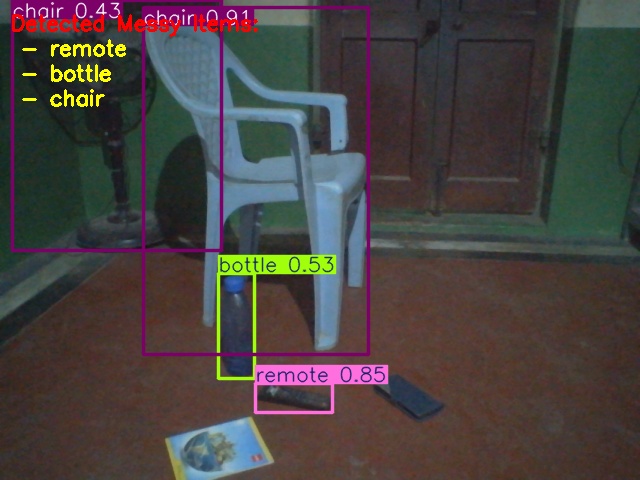 chair 0.43
chair 0.91
Detected Messy Items:
- remote
- bottle
- chair
bottle 0.53
remote 0.85